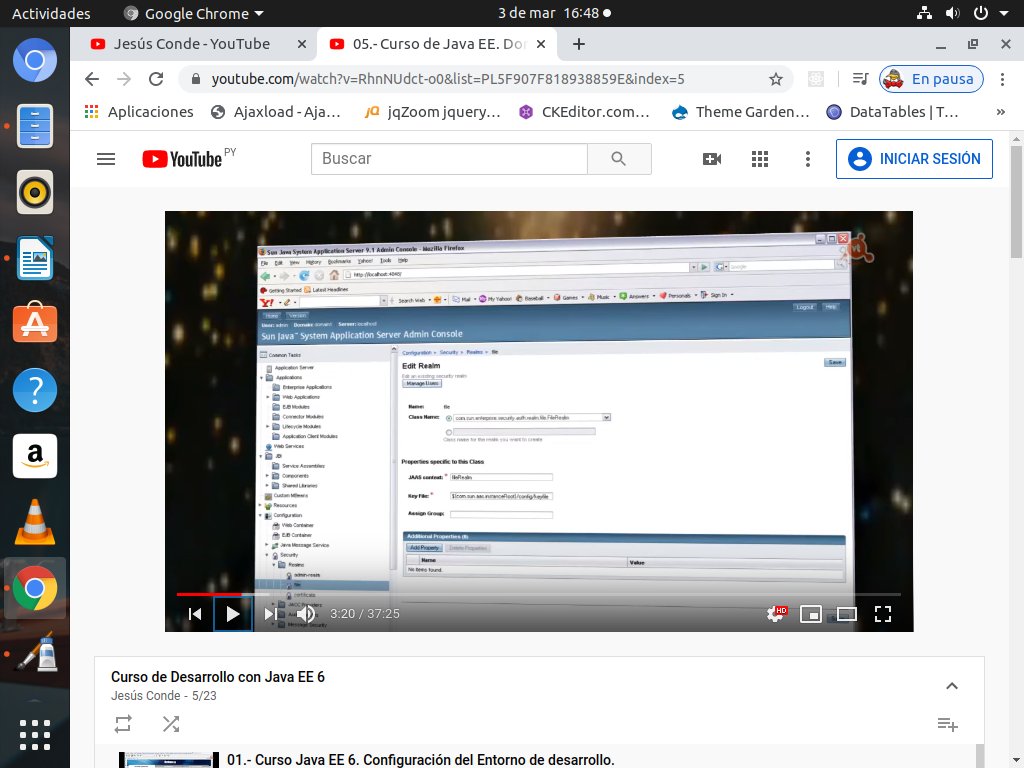 Actividades
Google Chrome
3 de mar 16:48
Jesús Conde - YouTube
05.- Curso de Java EE. Dor
youtube.com/watch?v=RhnNUdct-o0&list=PL5F907F818938859E&index=5
En pausa
Aplicaciones
Ajaxload - Aja...
jqZoom jquery...
CKEditor.com...
Theme Garden...
DataTables | T...
»
YouTube PY
Buscar
INICIAR SESIÓN
Sun Java System Application Server 9.1 Admin Console - Mozilla Firefox
File Edit View History Bookmarks Yahoo! Tools Help
http://localhost:4848/
Google
Getting Started Latest Headlines
Y! Search Web Mail My Yahoo! Baseball Games Music Answers Personals Sign In
Home Version Logout Help
User: admin Domain: domain1 Server: localhost
Sun Java™ System Application Server Admin Console
Common Tasks
Application Server
Applications
Enterprise Applications
Web Applications
EJB Modules
Connector Modules
Lifecycle Modules
Application Client Modules
Web Services
JBI
Service Assemblies
Components
Shared Libraries
Custom MBeans
Resources
Configuration
Web Container
EJB Container
Java Message Service
Security
Realms
admin-realm
file
certificate
JACC Providers
Message Security
Configuration > Security > Realms > file
Edit Realm
Save
Edit an existing security realm
Manage Users
Name: file
Class Name: com.sun.enterprise.security.auth.realm.file.FileRealm
Class name for the realm you want to create
Properties specific to this Class
JAAS context: * fileRealm
Key File: * ${com.sun.aas.instanceRoot}/config/keyfile
Assign Group:
Additional Properties (0)
Add Property Delete Properties
Name Value
No items found.
3:20 / 37:25
HD
Curso de Desarrollo con Java EE 6
Jesús Conde - 5/23
01.- Curso Java EE 6. Configuración del Entorno de desarrollo.